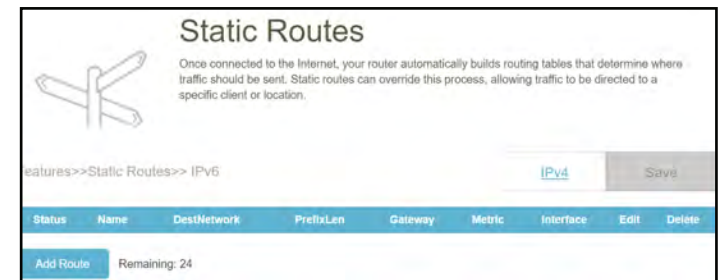 Static Routes
Once connected to the Internet, your router automatically builds routing tables that determine where
traffic should be sent. Static routes can override this process, allowing traffic to be directed to a
specific client or location.
eatures>>Static Routes>> IPv6
IPv4
Save
Status Name DestNetwork PrefixLen Gateway Metric Interface Edit Delete
Add Route Remaining: 24